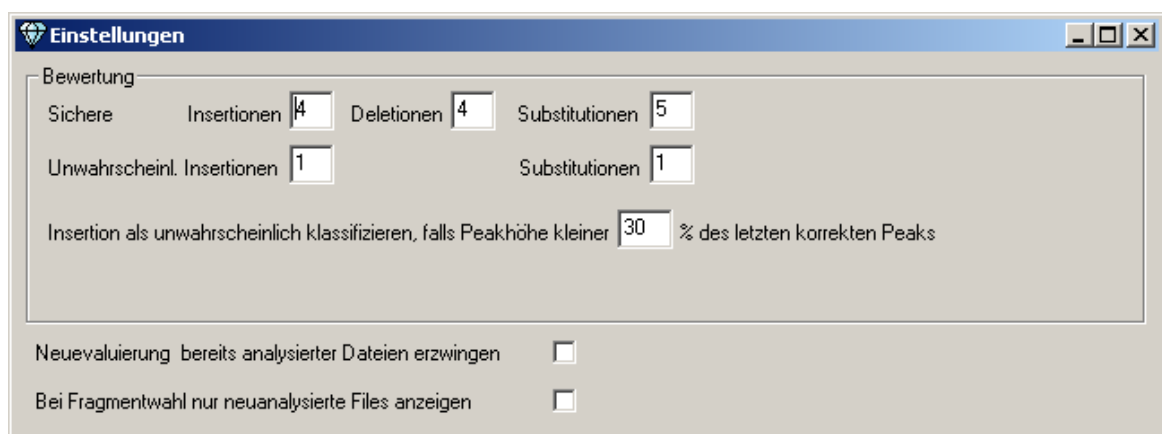 Einstellungen
Bewertung
Sichere Insertionen 4 Deletionen 4 Substitutionen 5
Unwahrscheinl. Insertionen 1 Substitutionen 1
Insertion als unwahrscheinlich klassifizieren, falls Peakhöhe kleiner 30 % des letzten korrekten Peaks
Neuevaluierung bereits analysierter Dateien erzwingen
Bei Fragmentwahl nur neuanalysierte Files anzeigen